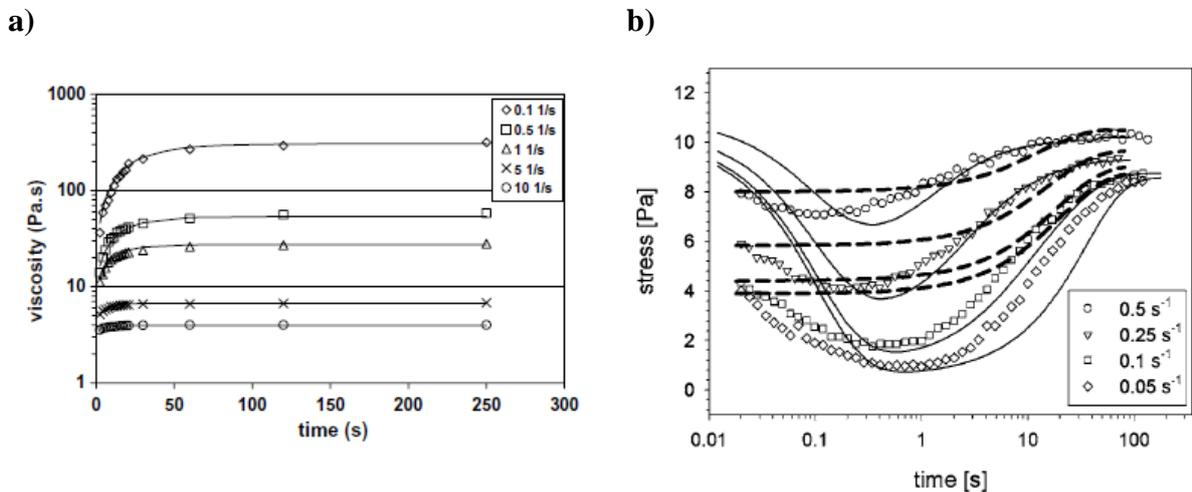 a)
b)
viscosity (Pa.s)
1000
100
10
1
0
50
100
150
200
250
300
time (s)
0.1 1/s
0.5 1/s
1 1/s
5 1/s
10 1/s
stress [Pa]
12
10
8
6
4
2
0
0.01
0.1
1
10
100
time [s]
0.5 s⁻¹
0.25 s⁻¹
0.1 s⁻¹
0.05 s⁻¹